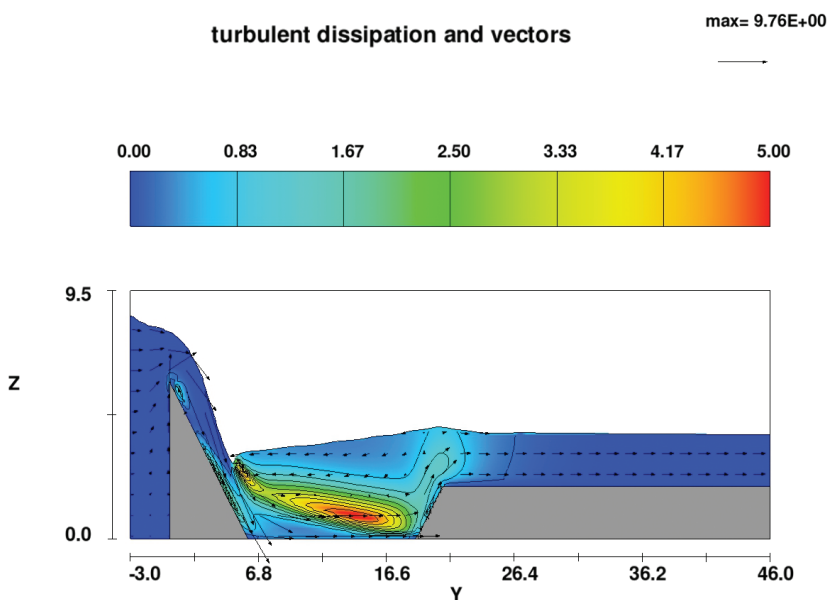 max= 9.76E+00
turbulent dissipation and vectors
0.00 0.83 1.67 2.50 3.33 4.17 5.00
9.5
Z
0.0
-3.0 6.8 16.6 26.4 36.2 46.0
Y